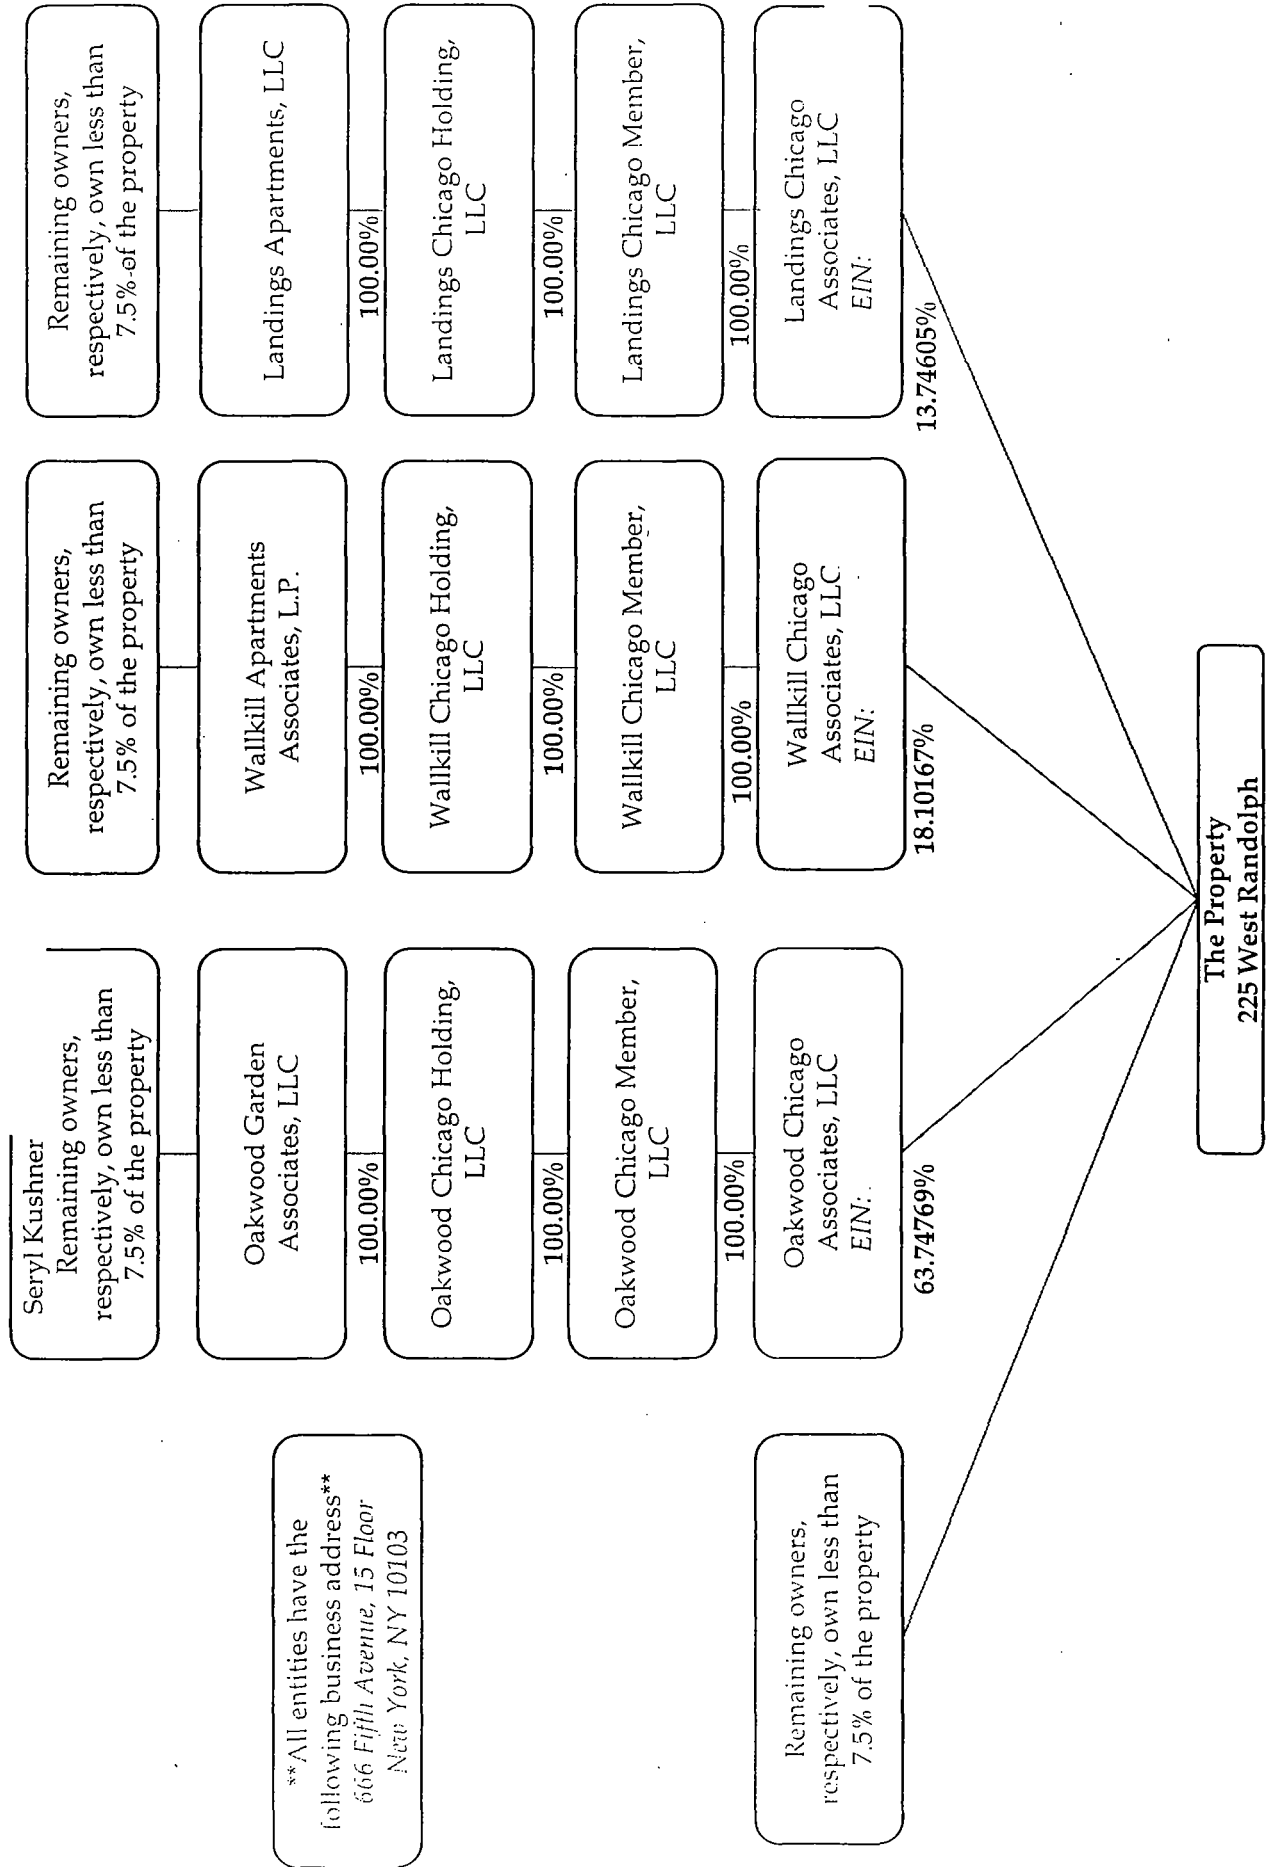 **All entities have the
following business address**
666 Fifth Avenue, 15 Floor
New York, NY 10103
Remaining owners,
respectively, own less than
7.5% of the property
Seryl Kushner
Remaining owners,
respectively, own less than
7.5% of the property
Oakwood Garden
Associates, LLC
100.00%
Oakwood Chicago Holding,
LLC
100.00%
Oakwood Chicago Member,
LLC
100.00%
Oakwood Chicago
Associates, LLC
EIN:
63.74769%
Remaining owners,
respectively, own less than
7.5% of the property
Wallkill Apartments
Associates, L.P.
100.00%
Wallkill Chicago Holding,
LLC
100.00%
Wallkill Chicago Member,
LLC
100.00%
Wallkill Chicago
Associates, LLC
EIN:
18.10167%
Remaining owners,
respectively, own less than
7.5% of the property
Landings Apartments, LLC
100.00%
Landings Chicago Holding,
LLC
100.00%
Landings Chicago Member,
LLC
100.00%
Landings Chicago
Associates, LLC
EIN:
13.74605%
The Property
225 West Randolph